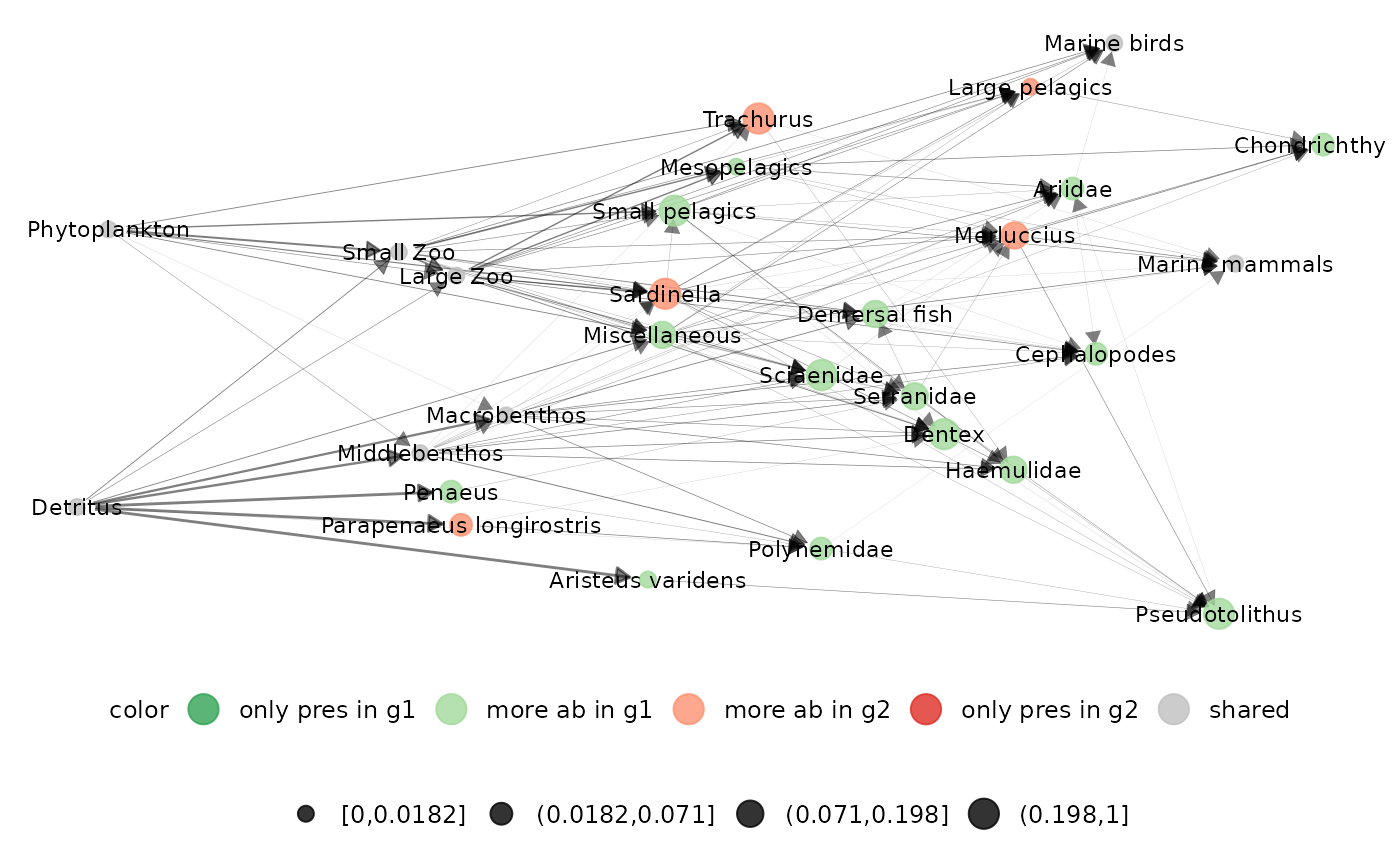 Marine birds
Large pelagics
Trachurus
Chondrichthy
Mesopelagics
Ariidae
Small pelagics
Phytoplankton
Merluccius
Small Zoo
Marine mammals
Large Zoo
Sardinella
Demersal fish
Miscellaneous
Cephalopodes
Sciaenidae
Serranidae
Macrobenthos
Dentex
Middlebenthos
Haemulidae
Penaeus
Detritus
Parapenaeus longirostris
Polynemidae
Aristeus varidens
Pseudotolithus
color only pres in g1 more ab in g1 more ab in g2 only pres in g2 shared
[0,0.0182] (0.0182,0.071] (0.071,0.198] (0.198,1]